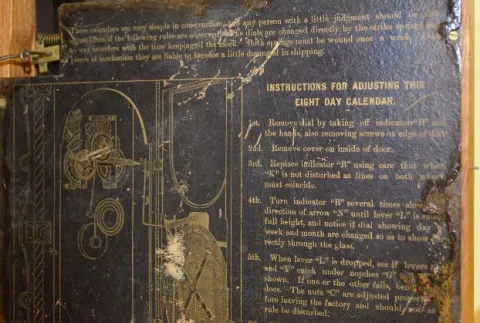 These calendars are very simple in construction any person with a little judgment should be
if the following rules are observed the dials are changed directly by the strike
was interfere with the time keeping of the clock. Both springs must be wound once a week
pieces of mechanism they are liable to become a little deranged in shipping.
INSTRUCTIONS FOR ADJUSTING THIS
EIGHT DAY CALENDAR.
1st. Remove dial by taking off indicators "B" and
the hands, also removing screws on edge of dial
2nd. Remove cover on inside of door.
3rd. Replace indicator "B" using care that wheel
"K" is not disturbed as lines on both
must coincide.
4th. Turn indicator "B" several times
direction of arrow "N" until lever "L" is raised
full height, and notice if dial showing day
week and month are changed so as to show
rectly through the glass.
5th. When lever "L" is dropped, see if levers
and "V" catch under notches "G"
shown. If one or the other fails, bend
does. The nuts "C" are adjusted
fore leaving the factory and should not as
rule be disturbed.